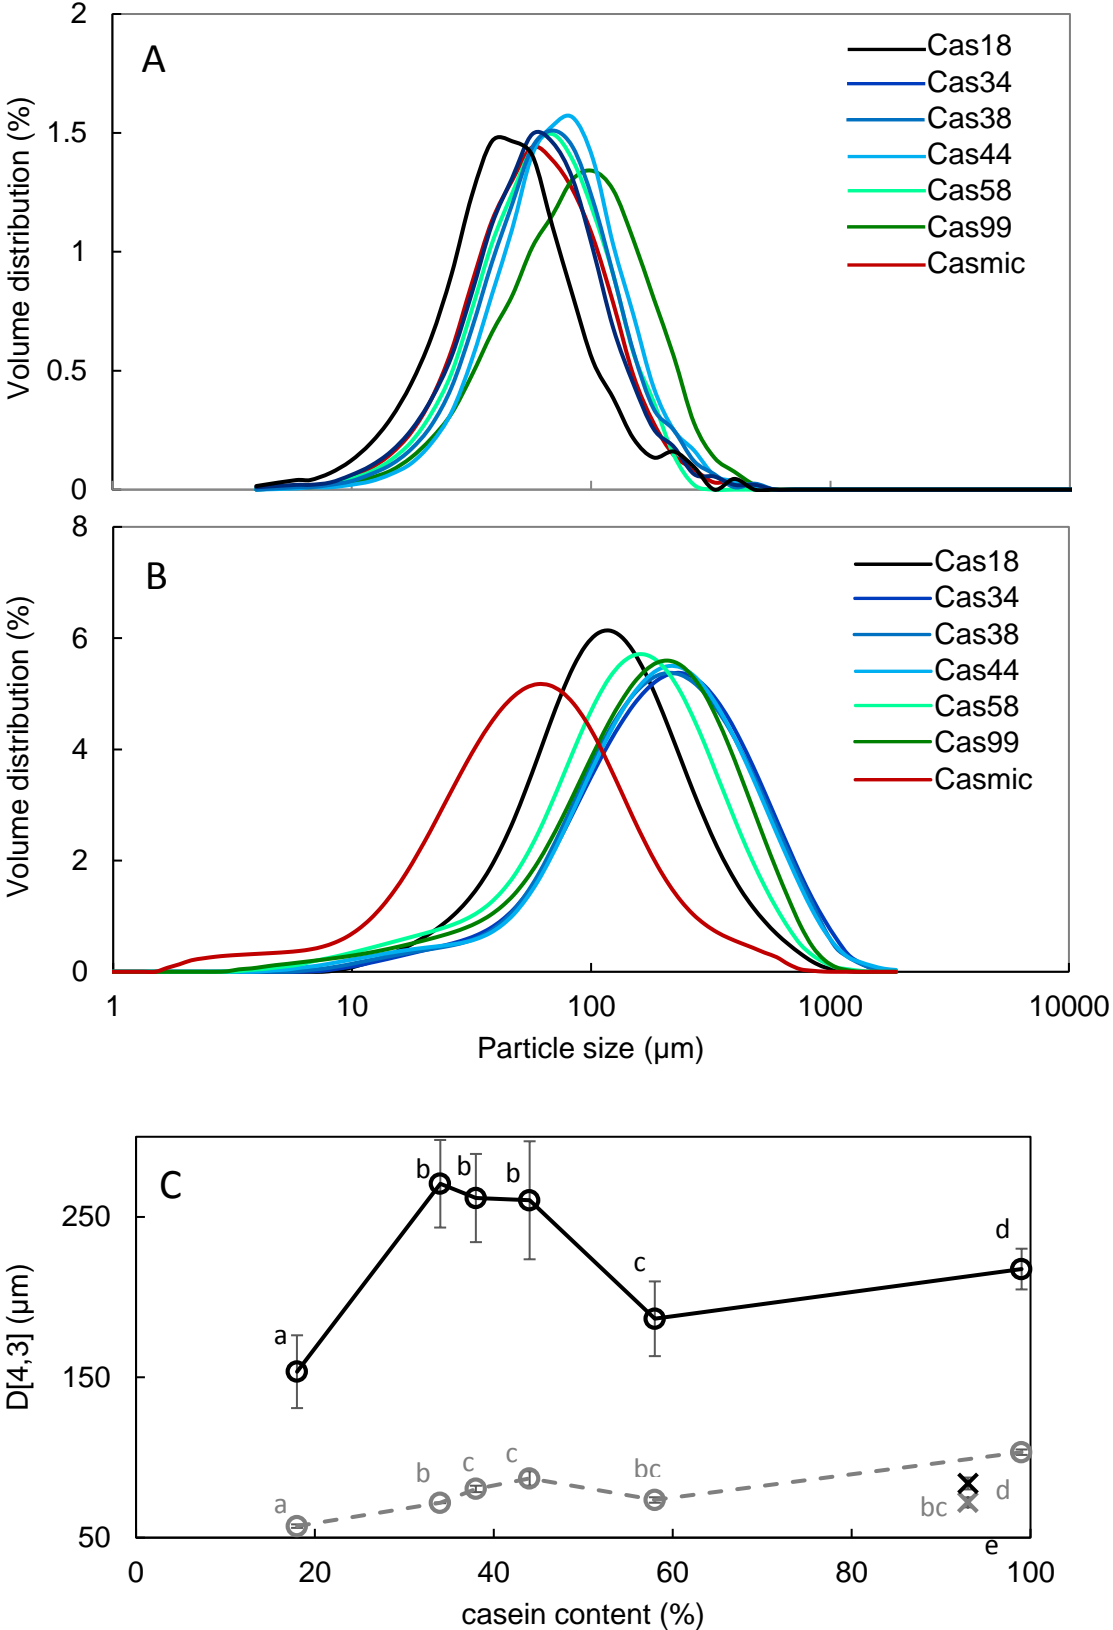 2
A
Cas18
Cas34
Cas38
Cas44
Cas58
Cas99
Casmic
1.5
1
0.5
0
Volume distribution (%)
8
B
Cas18
Cas34
Cas38
Cas44
Cas58
Cas99
Casmic
6
4
2
0
Volume distribution (%)
1 10 100 1000 10000
Particle size (μm)
C
b b b
250
d
c
a
150
D[4,3] (μm)
c
c
b
bc
a
d
bc
50
e
0 20 40 60 80 100
casein content (%)